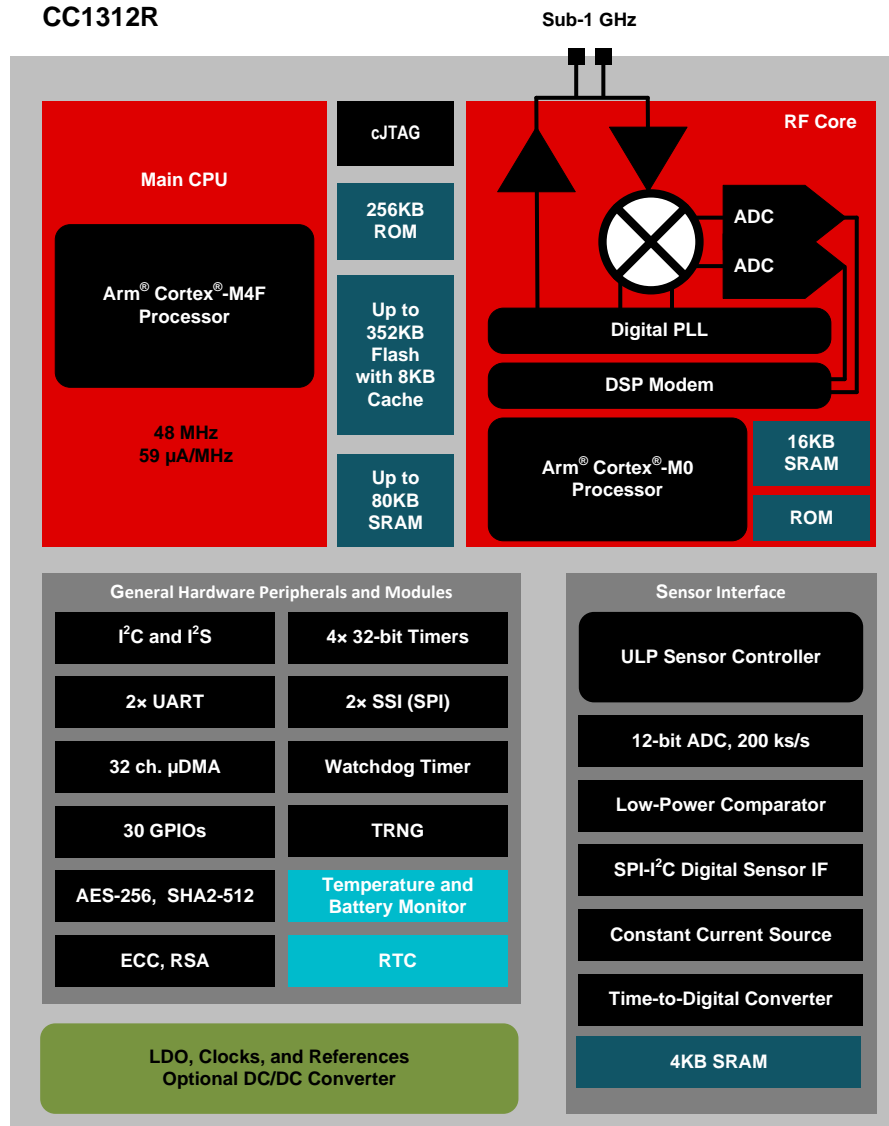 CC1312R
Sub-1 GHz
Main CPU
Arm® Cortex®-M4F
Processor
48 MHz
59 µA/MHz
cJTAG
256KB
ROM
Up to
352KB
Flash
with 8KB
Cache
Up to
80KB
SRAM
RF Core
ADC
ADC
Digital PLL
DSP Modem
Arm® Cortex®-M0
Processor
16KB
SRAM
ROM
General Hardware Peripherals and Modules
I²C and I²S
4× 32-bit Timers
2× UART
2× SSI (SPI)
32 ch. µDMA
Watchdog Timer
30 GPIOs
TRNG
AES-256, SHA2-512
Temperature and
Battery Monitor
ECC, RSA
RTC
LDO, Clocks, and References
Optional DC/DC Converter
Sensor Interface
ULP Sensor Controller
12-bit ADC, 200 ks/s
Low-Power Comparator
SPI-I²C Digital Sensor IF
Constant Current Source
Time-to-Digital Converter
4KB SRAM